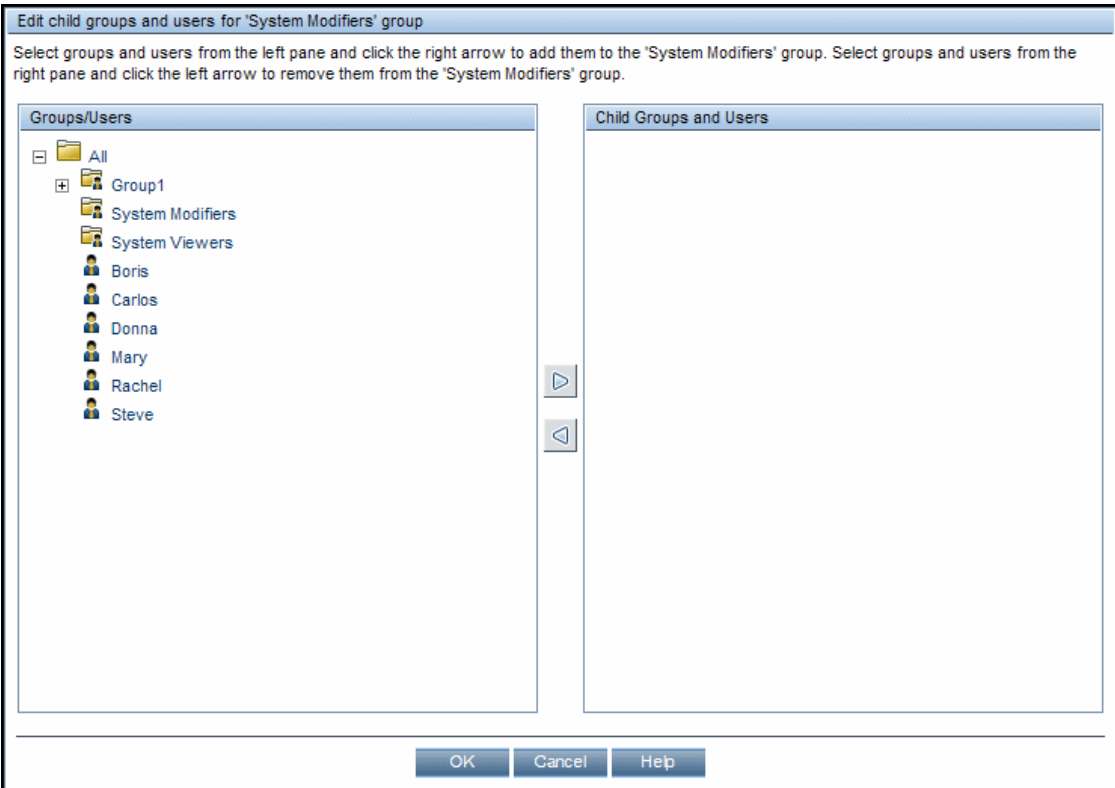 Edit child groups and users for 'System Modifiers' group
Select groups and users from the left pane and click the right arrow to add them to the 'System Modifiers' group. Select groups and users from the
right pane and click the left arrow to remove them from the 'System Modifiers' group.
Groups/Users
Child Groups and Users
All
Group1
System Modifiers
System Viewers
Boris
Carlos
Donna
Mary
Rachel
Steve
OK Cancel Help